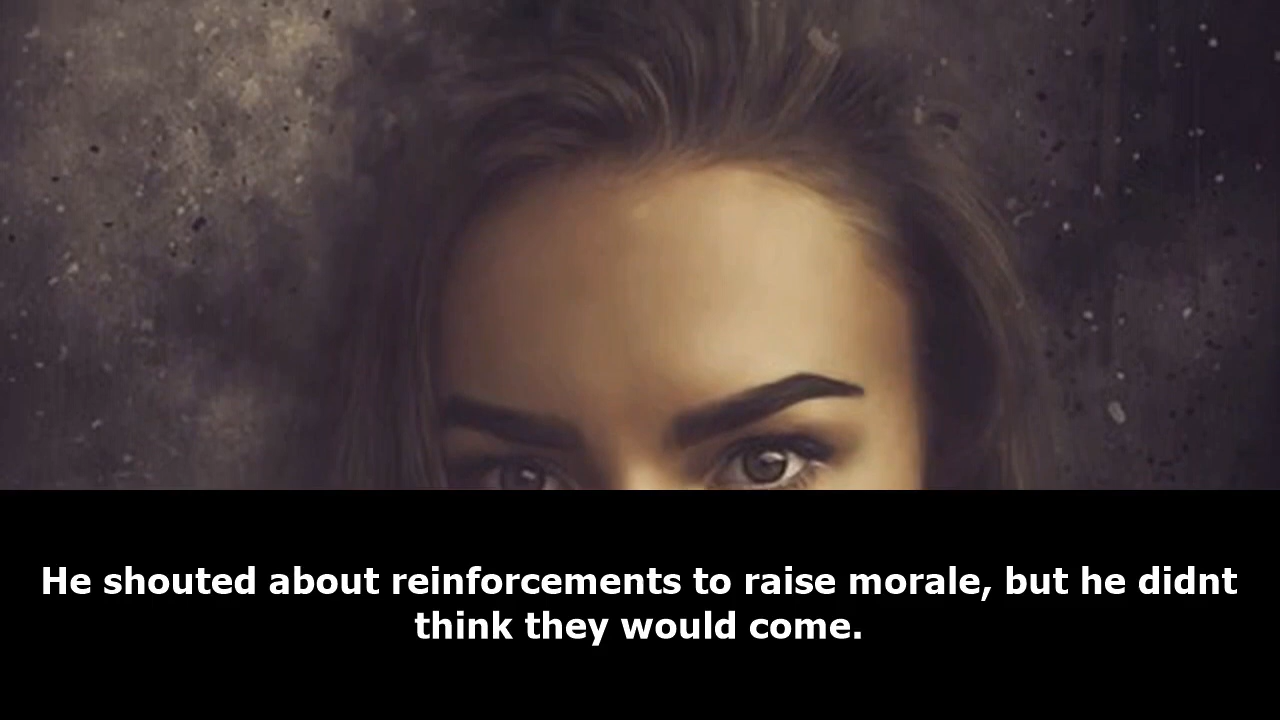 He shouted about reinforcements to raise morale, but he didnt
think they would come.